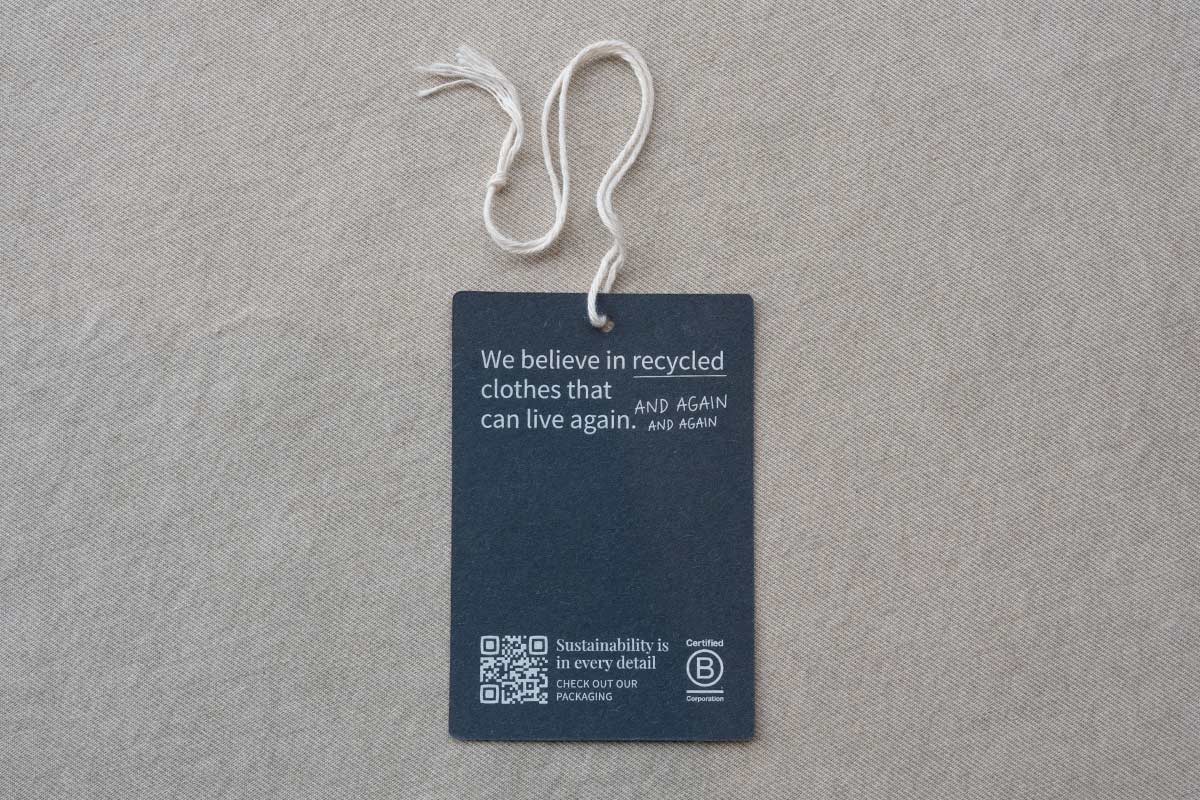 We believe in recycled
clothes that
can live again.
AND AGAIN
AND AGAIN
Sustainability is
in every detail
CHECK OUT OUR
PACKAGING
Certified
B
Corporation